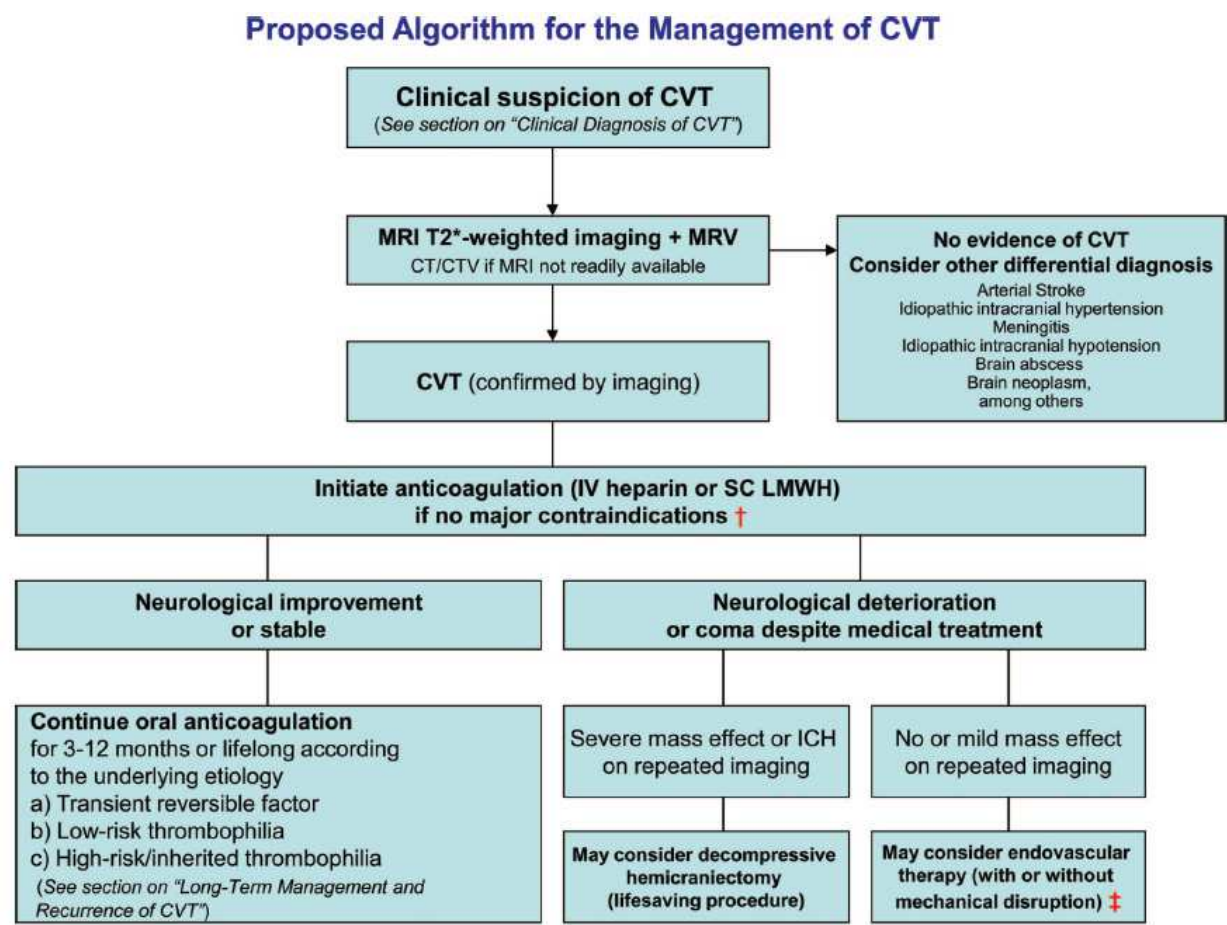 Proposed Algorithm for the Management of CVT
Clinical suspicion of CVT
(See section on “Clinical Diagnosis of CVT”)
MRI T2*-weighted imaging + MRV
CT/CTV if MRI not readily available
No evidence of CVT
Consider other differential diagnosis
Arterial Stroke
Idiopathic intracranial hypertension
Meningitis
Idiopathic intracranial hypotension
Brain abscess
Brain neoplasm,
among others
CVT (confirmed by imaging)
Initiate anticoagulation (IV heparin or SC LMWH)
if no major contraindications †
Neurological improvement
or stable
Neurological deterioration
or coma despite medical treatment
Continue oral anticoagulation
for 3-12 months or lifelong according
to the underlying etiology
a) Transient reversible factor
b) Low-risk thrombophilia
c) High-risk/inherited thrombophilia
(See section on “Long-Term Management and
Recurrence of CVT”)
Severe mass effect or ICH
on repeated imaging
No or mild mass effect
on repeated imaging
May consider decompressive
hemicraniectomy
(lifesaving procedure)
May consider endovascular
therapy (with or without
mechanical disruption) ‡